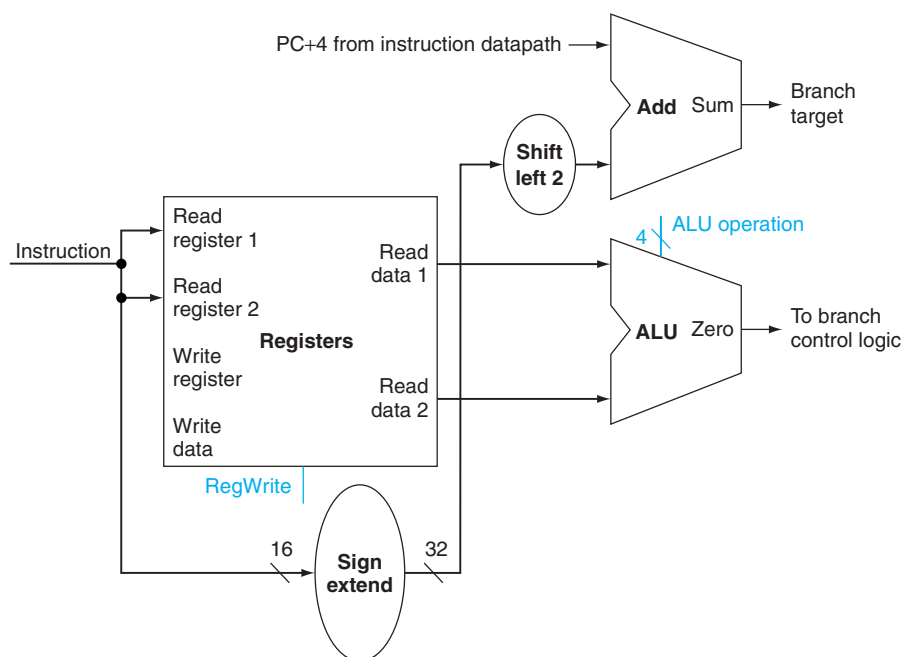 PC+4 from instruction datapath
Add Sum
Branch
target
Shift
left 2
Instruction
Read
register 1
Read
register 2
Write
register
Write
data
Registers
Read
data 1
Read
data 2
RegWrite
4
ALU operation
ALU Zero
To branch
control logic
16
Sign
extend
32